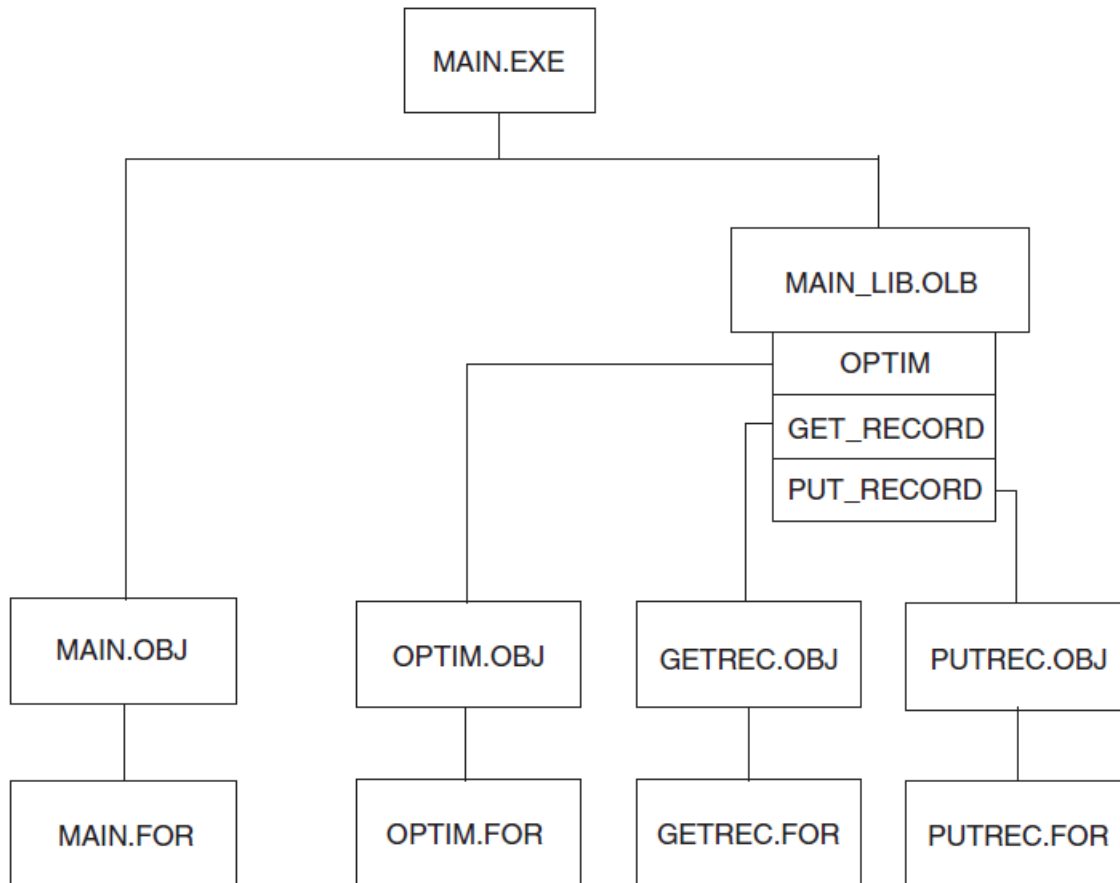 MAIN.EXE
MAIN_LIB.OLB
OPTIM
GET_RECORD
PUT_RECORD
MAIN.OBJ
OPTIM.OBJ
GETREC.OBJ
PUTREC.OBJ
MAIN.FOR
OPTIM.FOR
GETREC.FOR
PUTREC.FOR